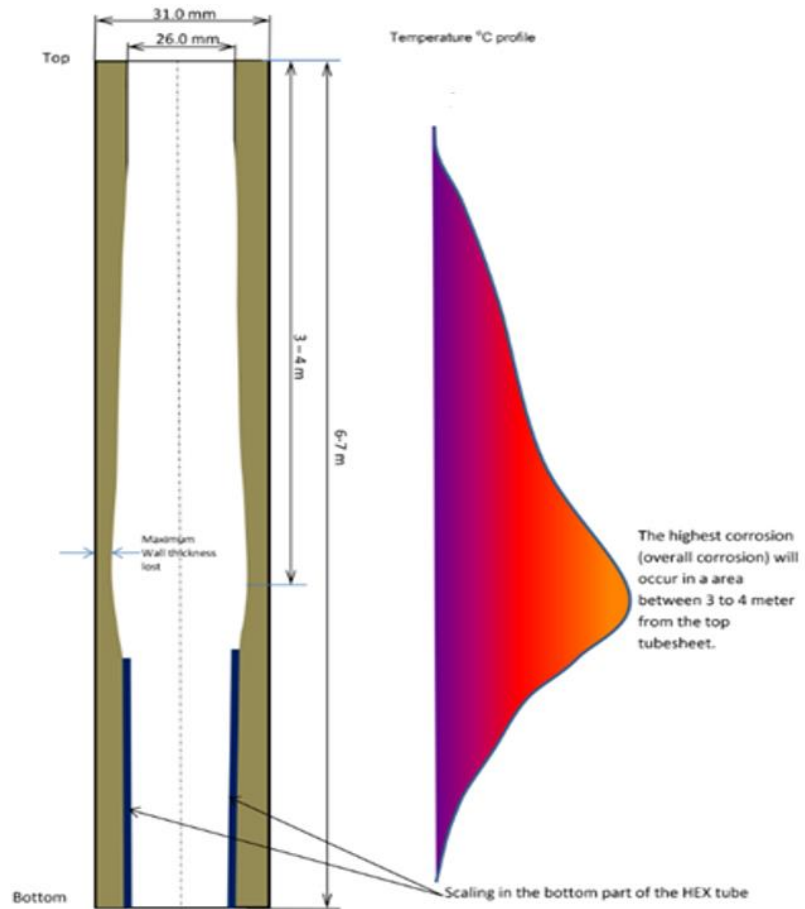 31.0 mm
26.0 mm
Temperature °C profile
Top
3 – 4 m
6-7 m
Maximum
Wall thickness
lost
The highest corrosion
(overall corrosion) will
occur in a area
between 3 to 4 meter
from the top
tubesheet.
Scaling in the bottom part of the HEX tube
Bottom